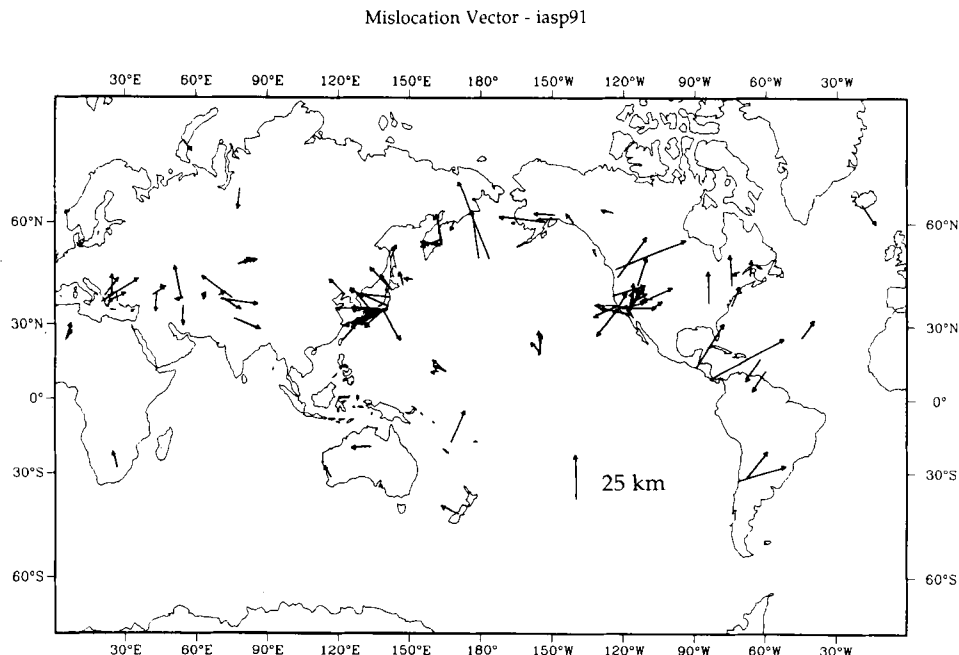 Mislocation Vector - iasp91
30°E 60°E 90°E 120°E 150°E 180° 150°W 120°W 90°W 60°W 30°W
60°N 60°N
30°N 30°N
0° 0°
30°S 25 km 30°S
60°S 60°S
30°E 60°E 90°E 120°E 150°E 180° 150°W 120°W 90°W 60°W 30°W